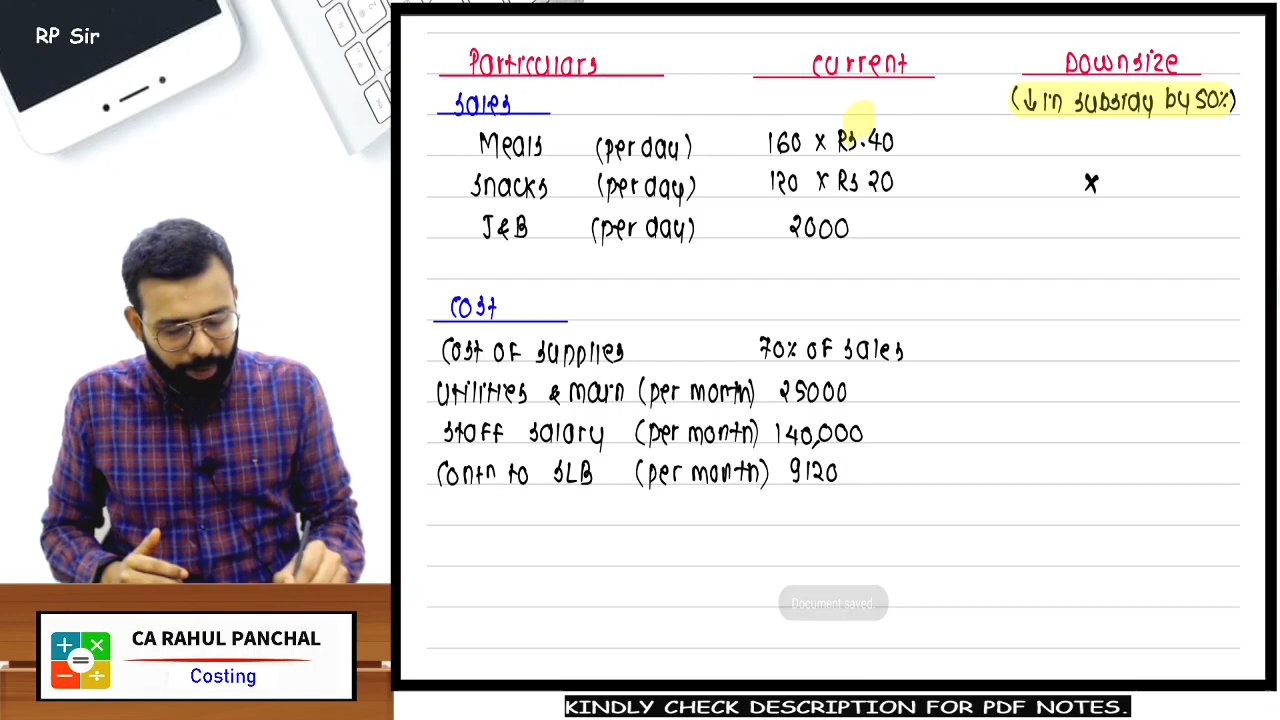 RP Sir
Particulars current Downsize
Sales (↓ in subsidy by 50%)
Meals (per day) 160 x Rs.40
Snacks (per day) 120 x Rs 20 x
J&B (per day) 2000
Cost
Cost of supplies 70% of sales
Utilities & main (per month) 25000
Staff salary (per month) 140,000
Contn to SLB (per month) 9120
Document saved
CA RAHUL PANCHAL
Costing
KINDLY CHECK DESCRIPTION FOR PDF NOTES.